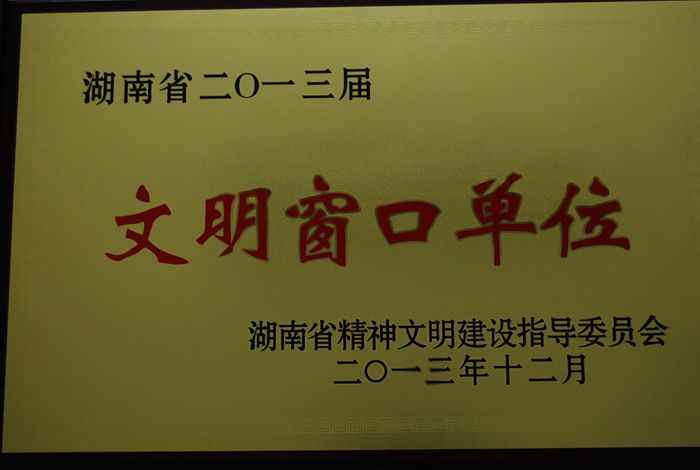 湖南省二〇一三届
文明窗口单位
湖南省精神文明建设指导委员会
二〇一三年十二月